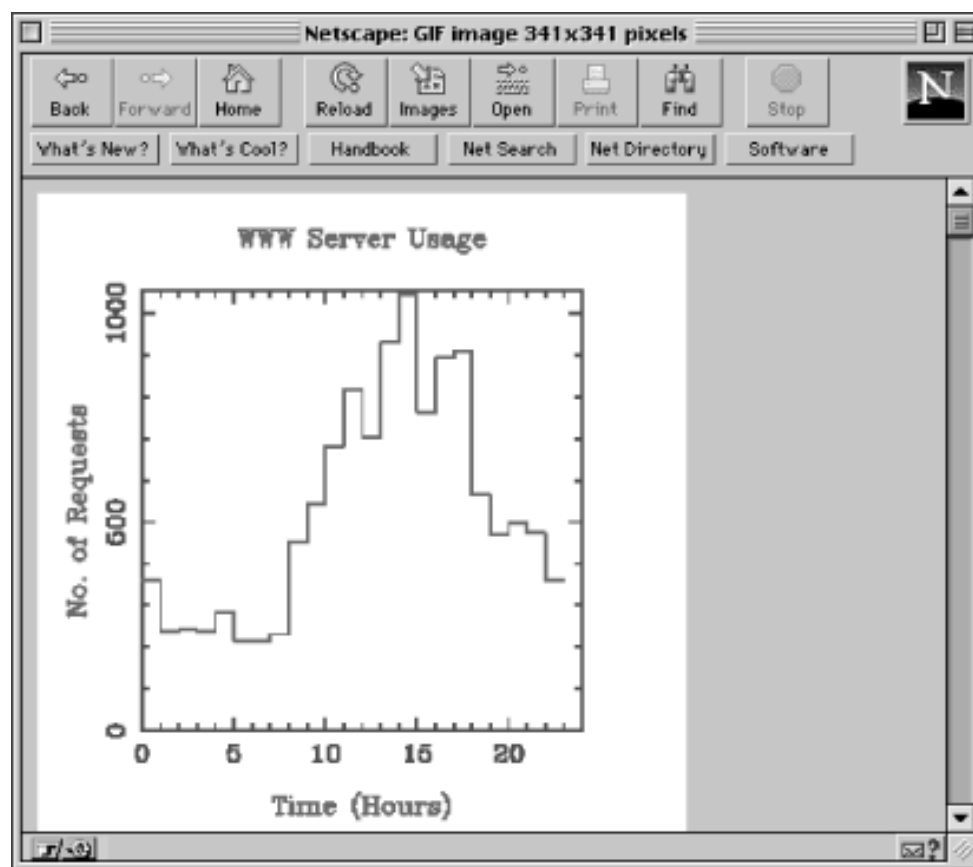 Netscape: GIF image 341x341 pixels
Back Forward Home Reload Images Open Print Find Stop N
What's New? What's Cool? Handbook Net Search Net Directory Software
WWW Server Usage
1000
500
0
No. of Requests
0 5 10 15 20
Time (Hours)
?